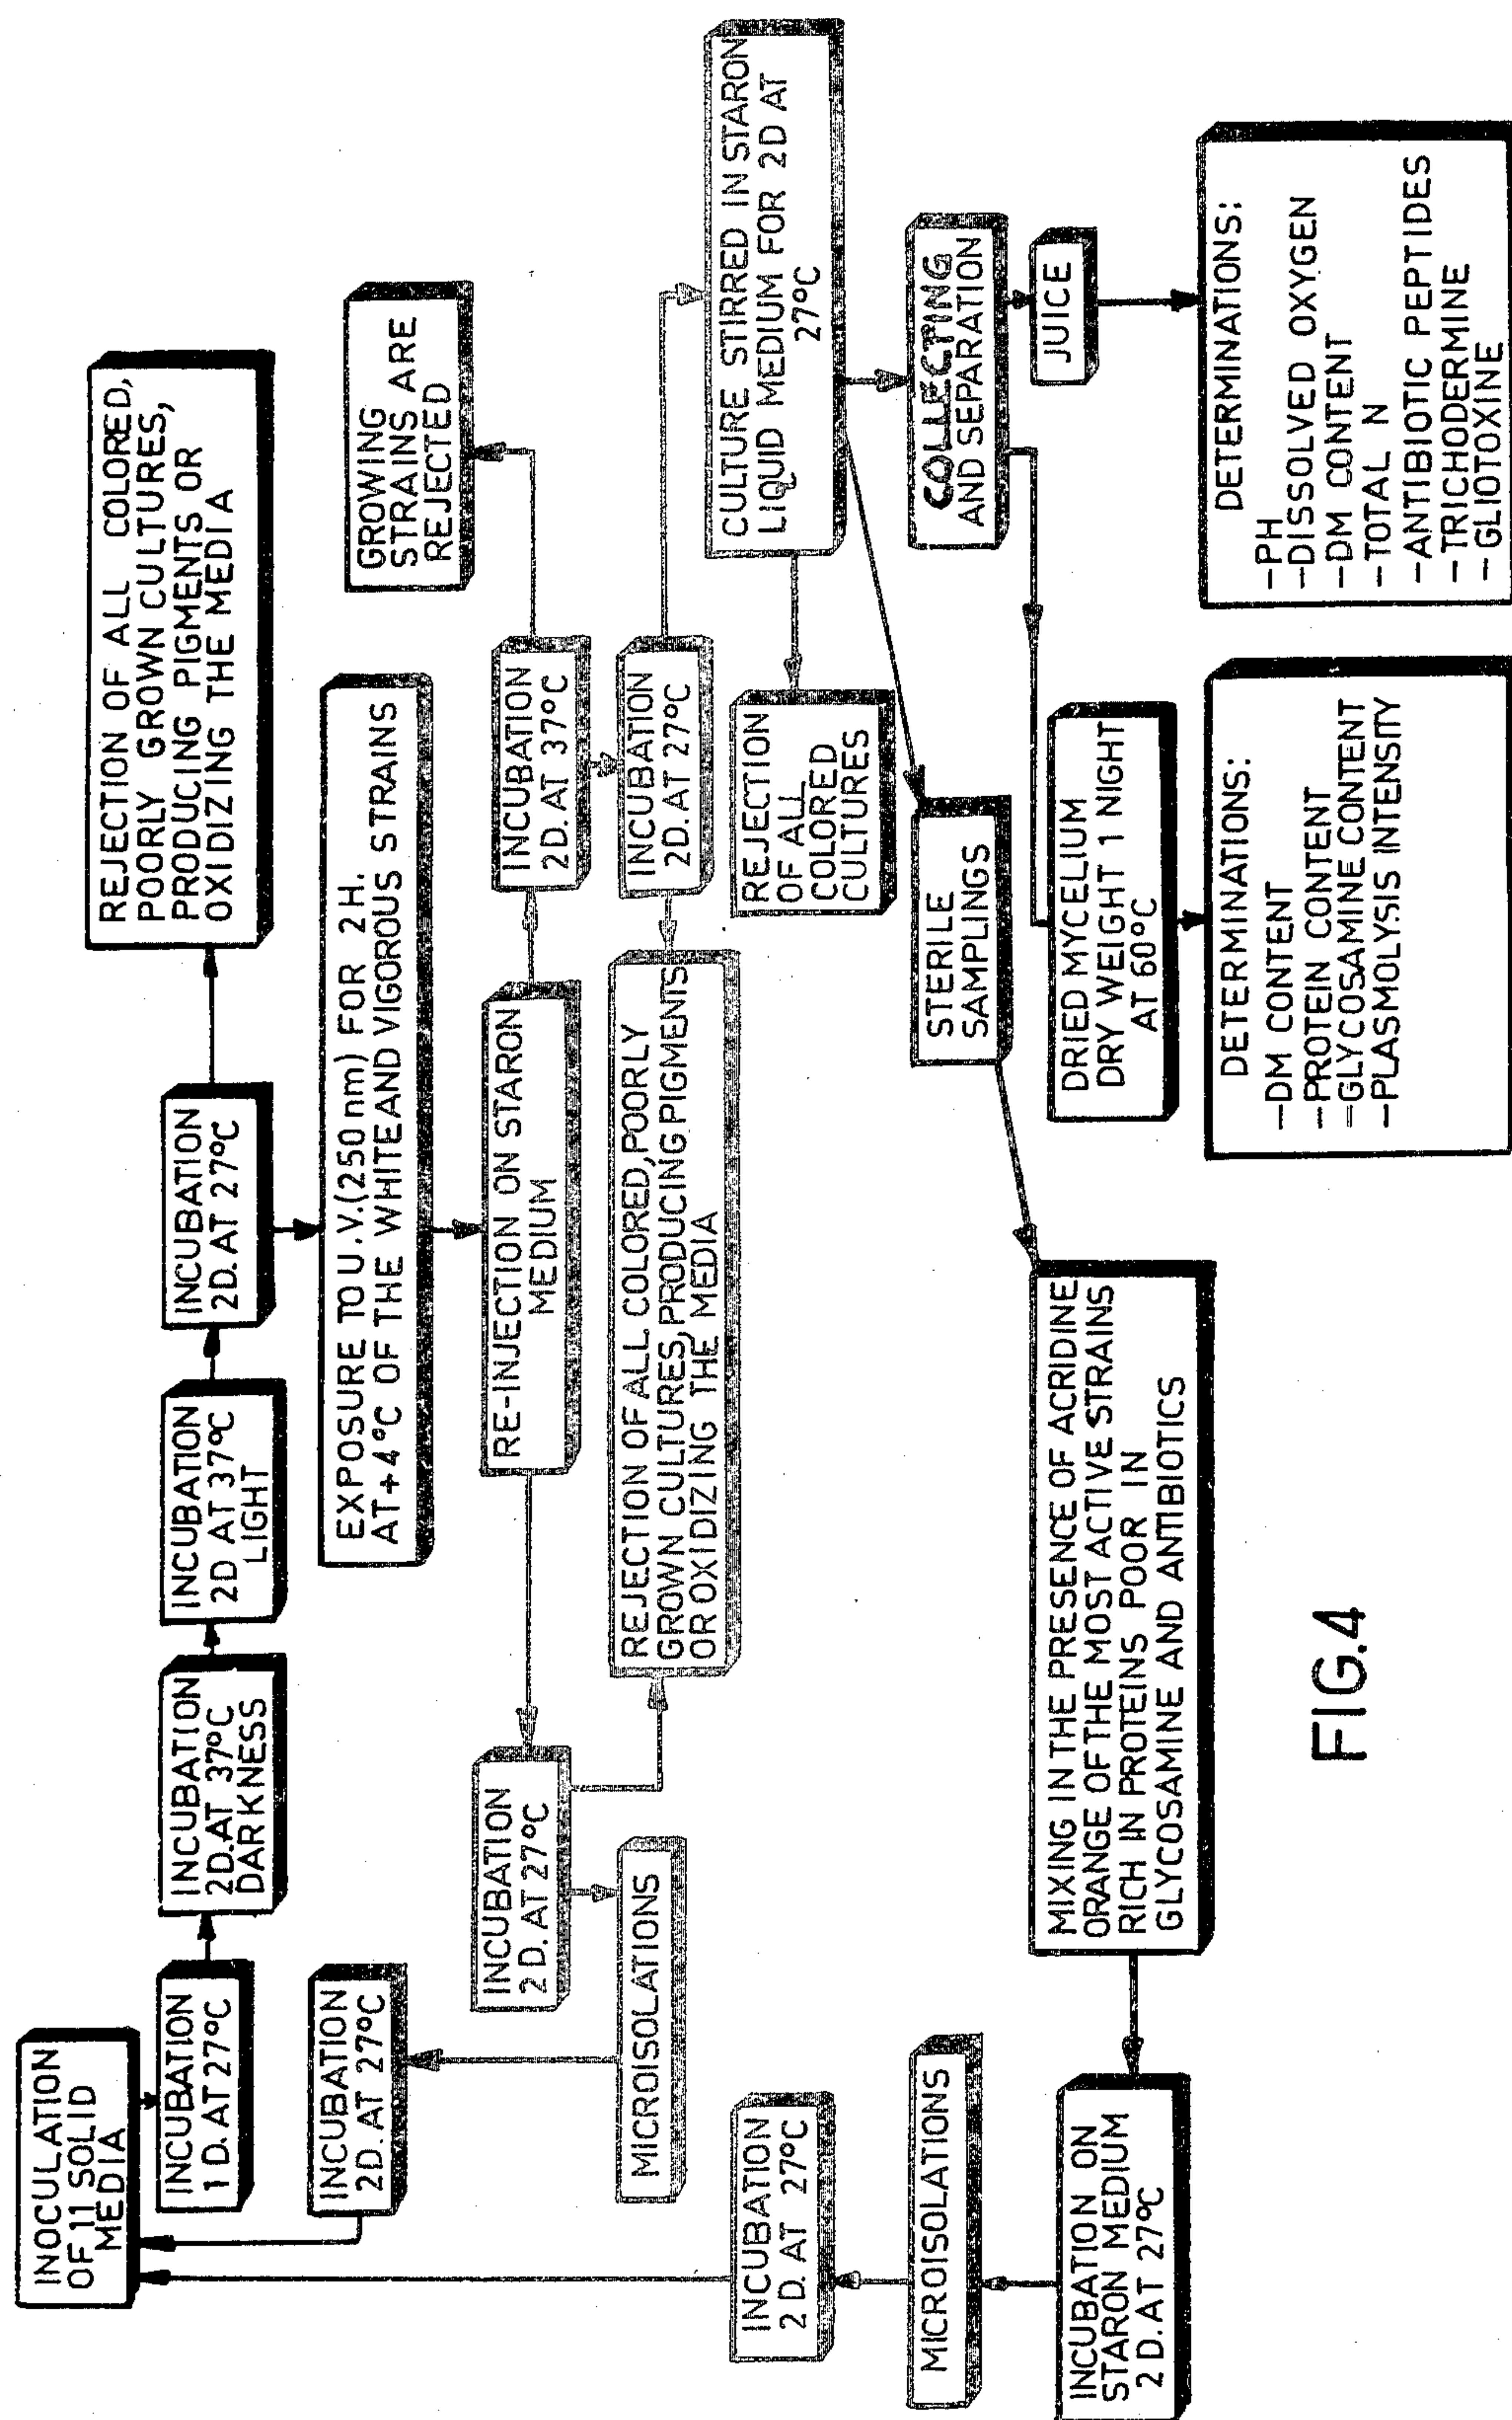 INOCULATION
OF 11 SOLID
MEDIA
INCUBATION
1 D. AT 27°C
INCUBATION
2D. AT 37°C
DARKNESS
INCUBATION
2D AT 37°C
LIGHT
INCUBATION
2D. AT 27°C
REJECTION OF ALL COLORED,
POORLY GROWN CULTURES,
PRODUCING PIGMENTS OR
OXIDIZING THE MEDIA
EXPOSURE TO U.V.(250 nm) FOR 2H.
AT+4°C OF THE WHITE AND VIGOROUS STRAINS
RE-INJECTION ON STARON
MEDIUM
INCUBATION
2D. AT 37°C
GROWING
STRAINS ARE
REJECTED
INCUBATION
2D. AT 27°C
INCUBATION
2 D. AT 27°C
REJECTION OF ALL COLORED, POORLY
GROWN CULTURES, PRODUCING PIGMENTS
OR OXIDIZING THE MEDIA
MICROISOLATIONS
INCUBATION
2D. AT 27°C
CULTURE STIRRED IN STARON
LIQUID MEDIUM FOR 2D AT
27°C
REJECTION
OF ALL
COLORED
CULTURES
COLLECTING
AND SEPARATION
JUICE
DETERMINATIONS:
-PH
-DISSOLVED OXYGEN
-DM CONTENT
-TOTAL N
-ANTIBIOTIC PEPTIDES
-TRICHODERMINE
-GLIOTOXINE
STERILE
SAMPLINGS
DRIED MYCELIUM
DRY WEIGHT 1 NIGHT
AT 60°C
DETERMINATIONS:
-DM CONTENT
-PROTEIN CONTENT
=GLYCOSAMINE CONTENT
-PLASMOLYSIS INTENSITY
MIXING IN THE PRESENCE OF ACRIDINE
ORANGE OF THE MOST ACTIVE STRAINS
RICH IN PROTEINS POOR IN
GLYCOSAMINE AND ANTIBIOTICS
INCUBATION ON
STARON MEDIUM
2 D. AT 27°C
MICROISOLATIONS
INCUBATION
2 D. AT 27°C
FIG.4